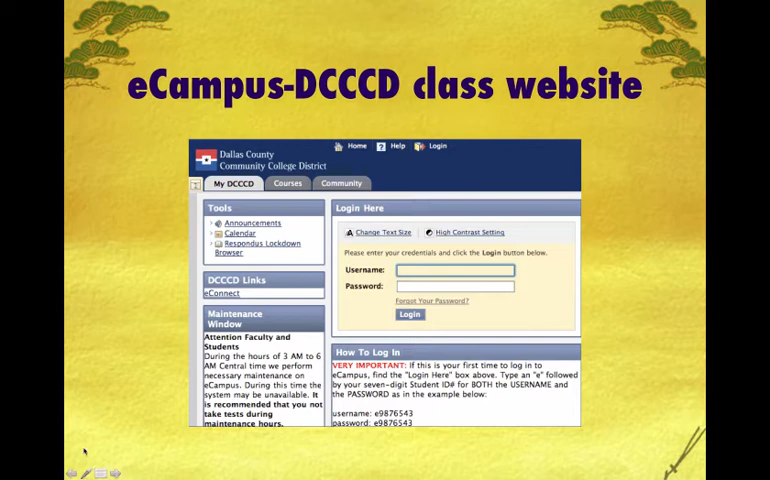 eCampus-DCCCD class website
Dallas County
Community College District
Home
Help
Login
My DCCCD
Courses
Community
Tools
Announcements
Calendar
Respondus Lockdown
Browser
DCCCD Links
eConnect
Maintenance
Window
Attention Faculty and
Students
During the hours of 3 AM to 6
AM Central time we perform
necessary maintenance on
eCampus. During this time the
system may be unavailable. It
is recommended that you not
take tests during
maintenance hours.
Login Here
Change Text Size
High Contrast Setting
Please enter your credentials and click the Login button below.
Username:
Password:
Forgot Your Password?
Login
How To Log In
VERY IMPORTANT: If this is your first time to log in to
eCampus, find the "Login Here" box above. Type an "e" followed
by your seven-digit Student ID# for BOTH the USERNAME and
the PASSWORD as in the example below:
username: e9876543
password: e9876543